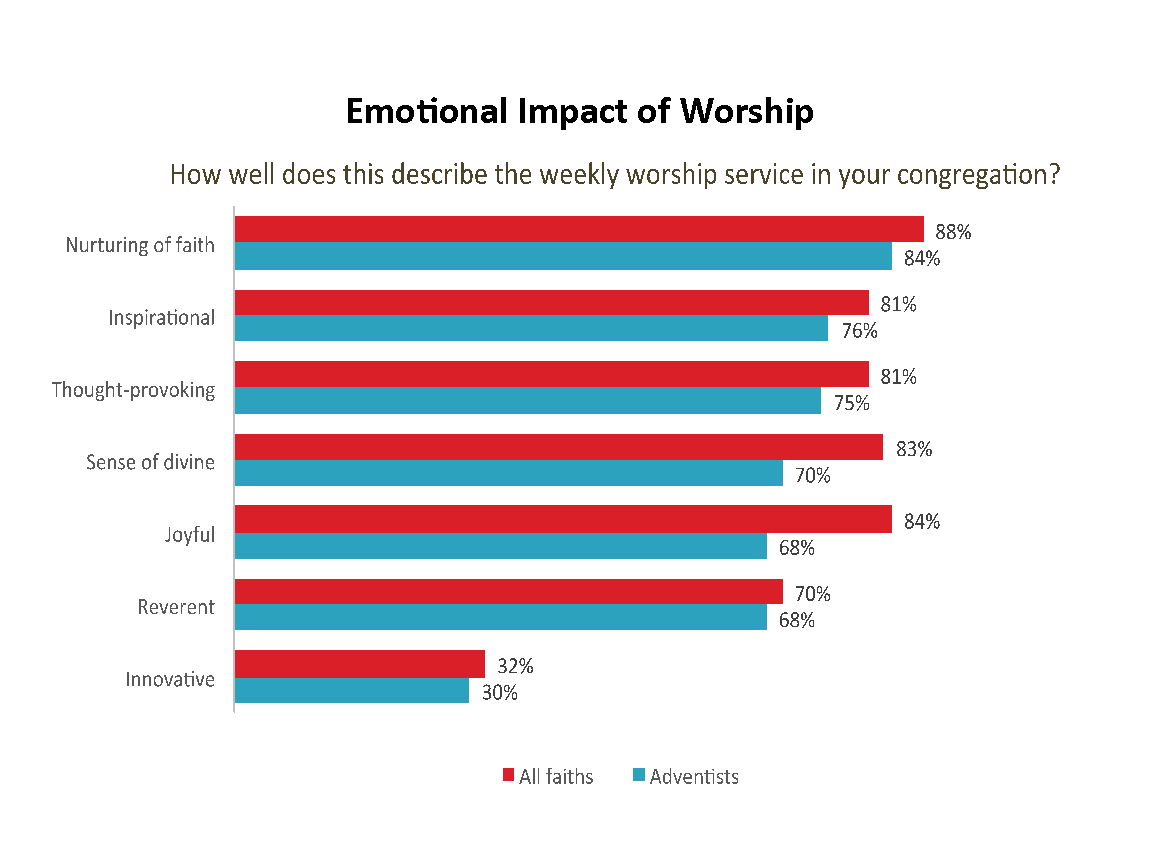 Emotional Impact of Worship
How well does this describe the weekly worship service in your congregation?
Nurturing of faith
88%
84%
Inspirational
81%
76%
Thought-provoking
81%
75%
Sense of divine
83%
70%
Joyful
84%
68%
Reverent
70%
68%
Innovative
32%
30%
All faiths
Adventists